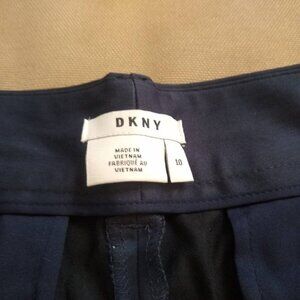 DKNY
MADE IN
VIETNAM
FABRIQUÉ AU
VIETNAM
10